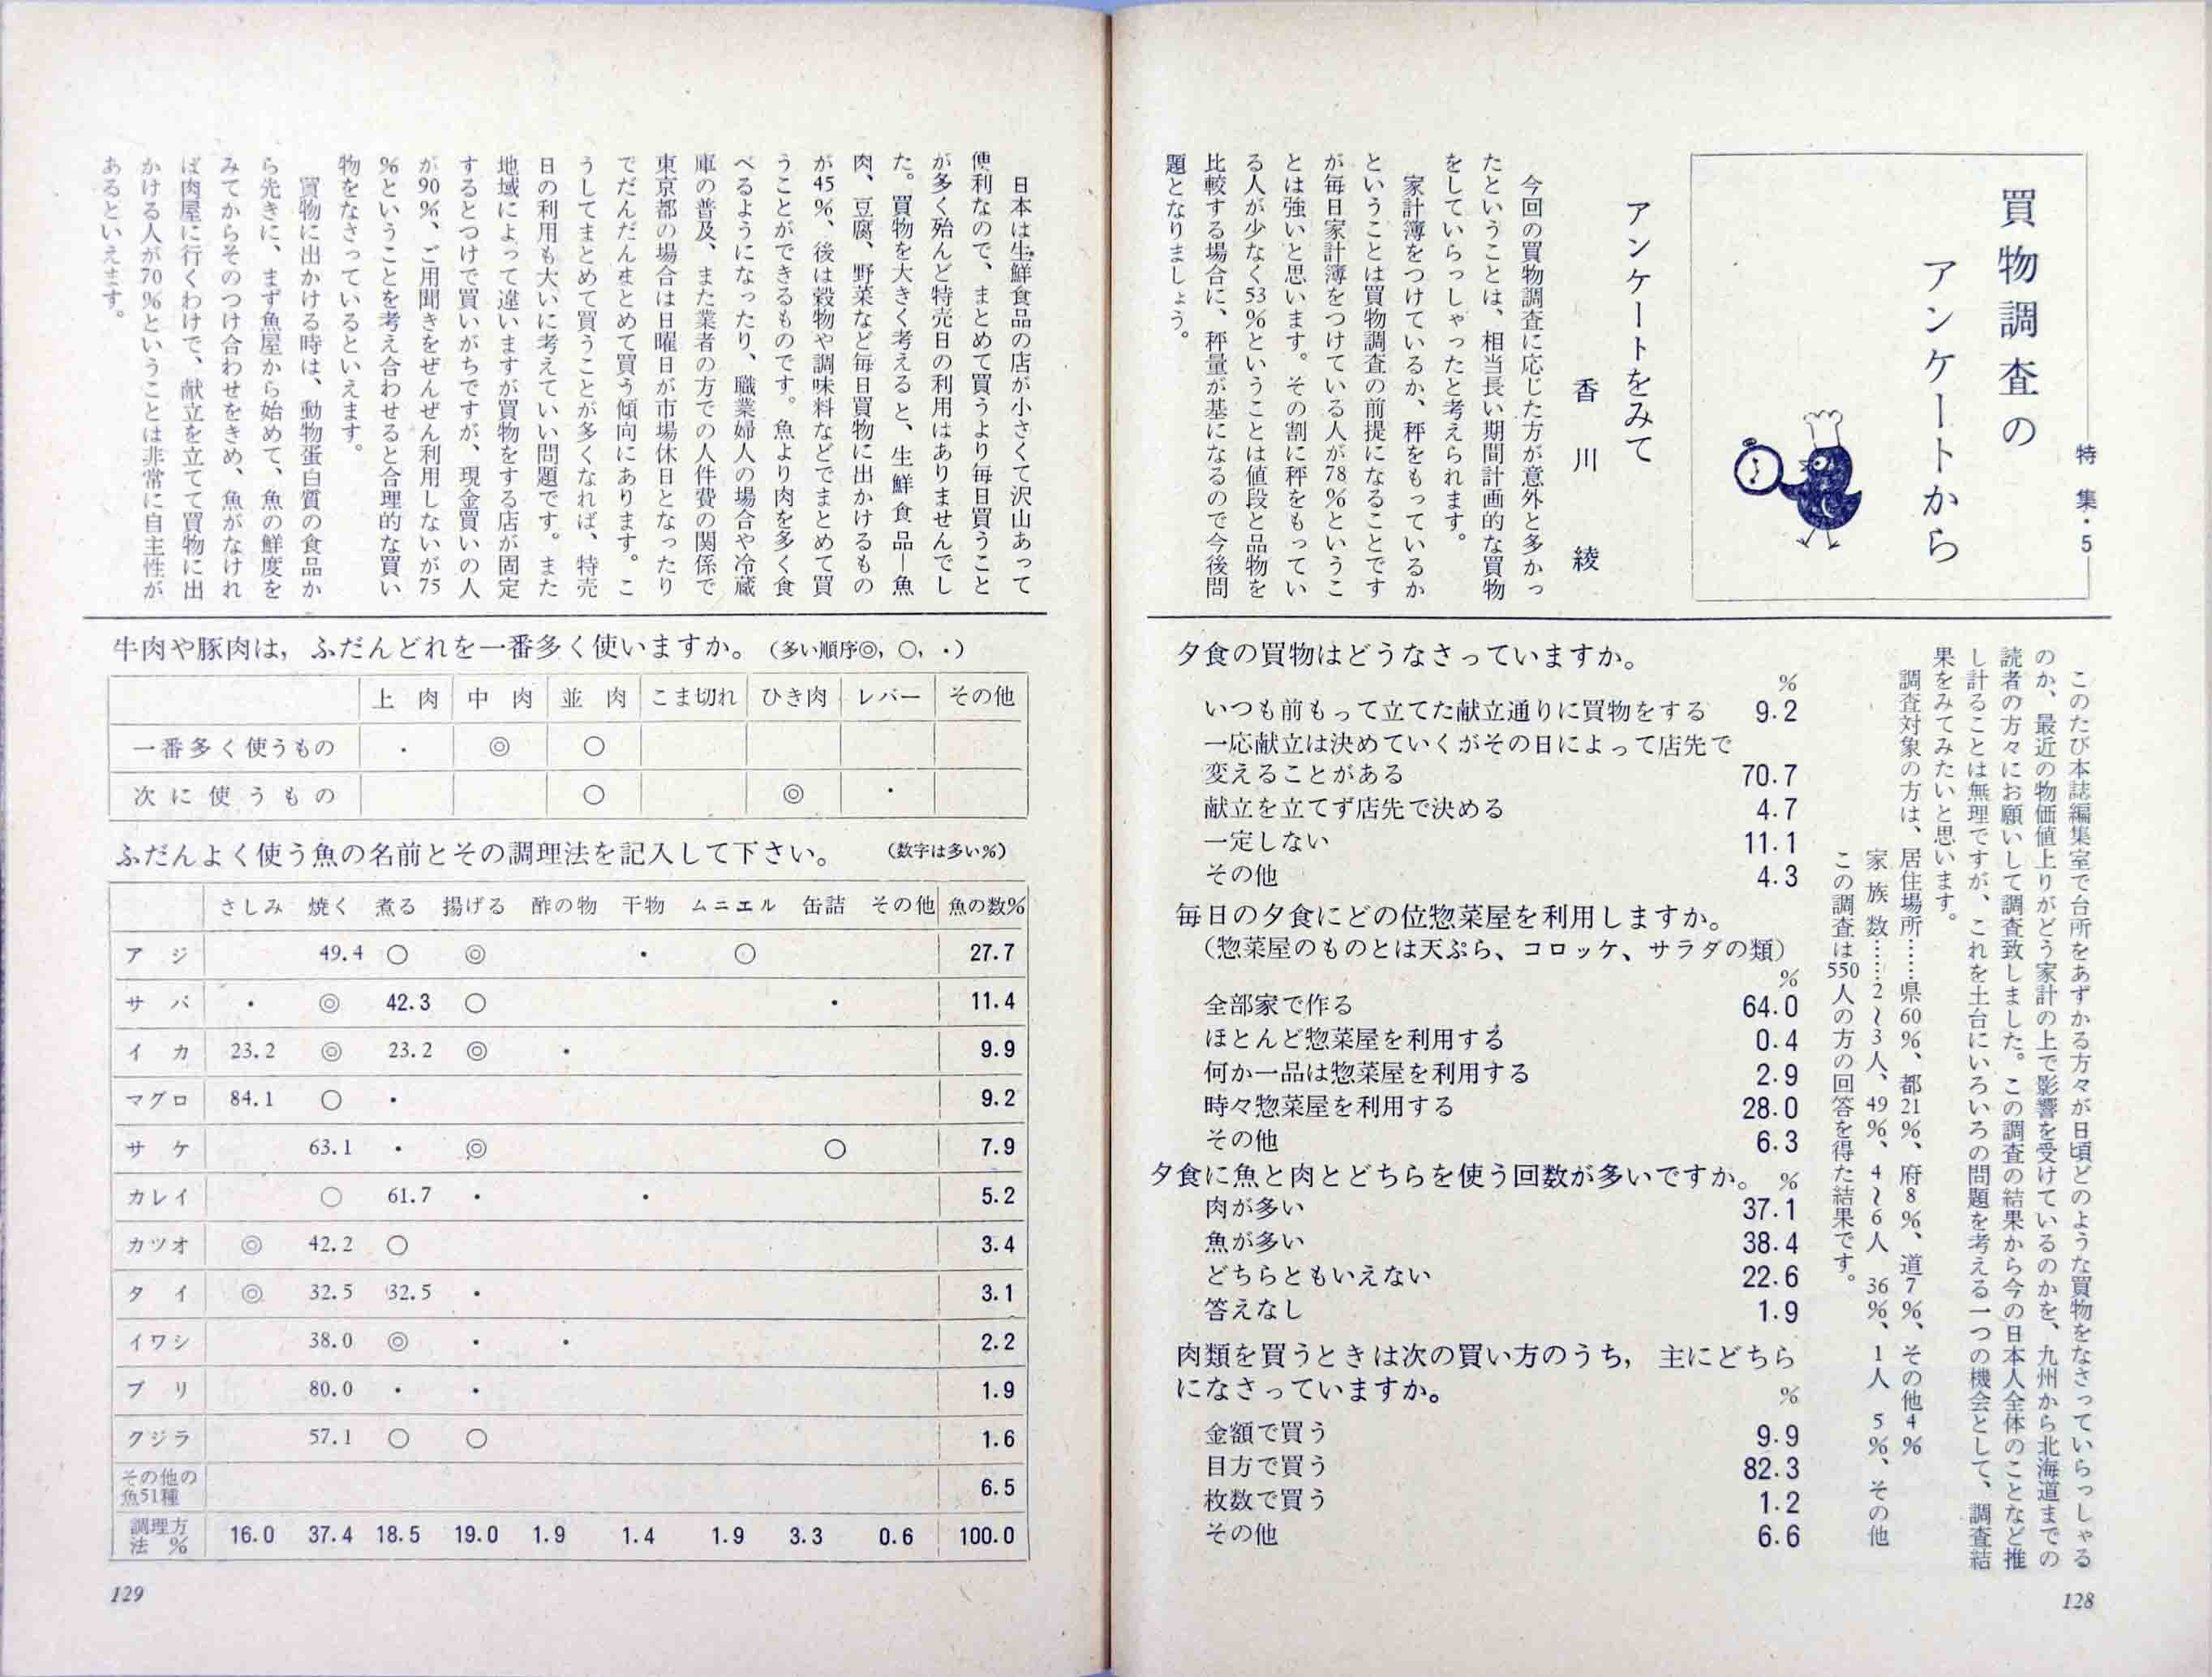 特集・5
買物調査の
アンケートから
アンケートをみて
香川　綾
今回の買物調査に応じた方が意外と多かっ
たということは、相当長い期間計画的な買物
をしていらっしゃったと考えられます。
家計簿をつけているか、秤をもっているか
ということは買物調査の前提になることです
が毎日家計簿をつけている人が78％というこ
とは強いと思います。その割に秤をもってい
る人が少なく53％ということは値段と品物を
比較する場合に、秤量が基になるので今後問
題となりましょう。
このたび本誌編集室で台所をあずかる方々が日頃どのような買物をなさっていらっしゃる
のか、最近の物価値上りがどう家計の上で影響を受けているのかを、九州から北海道までの
読者の方々にお願いして調査致しました。この調査の結果から今の日本人全体のことなど推
し計ることは無理ですが、これを土台にいろいろの問題を考える一つの機会として、調査結
果をみてみたいと思います。
調査対象の方は、居住場所……県60％、都21％、府8％、道7％、その他4％
家族数……2〜3人、49％、4〜6人　36％、1人　5％、その他
この調査は550人の方の回答を得た結果です。
夕食の買物はどうなさっていますか。
％
いつも前もって立てた献立通りに買物をする　9.2
一応献立は決めていくがその日によって店先で
変えることがある　70.7
献立を立てず店先で決める　4.7
一定しない　11.1
その他　4.3
毎日の夕食にどの位惣菜屋を利用しますか。
（惣菜屋のものとは天ぷら、コロッケ、サラダの類）
％
全部家で作る　64.0
ほとんど惣菜屋を利用する　0.4
何か一品は惣菜屋を利用する　2.9
時々惣菜屋を利用する　28.0
その他　6.3
夕食に魚と肉とどちらを使う回数が多いですか。　％
肉が多い　37.1
魚が多い　38.4
どちらともいえない　22.6
答えなし　1.9
肉類を買うときは次の買い方のうち，主にどちら
になさっていますか。　％
金額で買う　9.9
目方で買う　82.3
枚数で買う　1.2
その他　6.6
128
日本は生鮮食品の店が小さくて沢山あって
便利なので、まとめて買うより毎日買うこと
が多く殆んど特売日の利用はありませんでし
た。買物を大きく考えると、生鮮食品―魚
肉、豆腐、野菜など毎日買物に出かけるもの
が45％、後は穀物や調味料などでまとめて買
うことができるものです。魚より肉を多く食
べるようになったり、職業婦人の場合や冷蔵
庫の普及、また業者の方での人件費の関係で
東京都の場合は日曜日が市場休日となったり
でだんだんまとめて買う傾向にあります。こ
うしてまとめて買うことが多くなれば、特売
日の利用も大いに考えていい問題です。また
地域によって違いますが買物をする店が固定
するとつけで買いがちですが、現金買いの人
が90％、ご用聞きをぜんぜん利用しないが75
％ということを考え合わせると合理的な買い
物をなさっているといえます。
買物に出かける時は、動物蛋白質の食品か
ら先きに、まず魚屋から始めて、魚の鮮度を
みてからそのつけ合わせをきめ、魚がなけれ
ば肉屋に行くわけで、献立を立てて買物に出
かける人が70％ということは非常に自主性が
あるといえます。
牛肉や豚肉は，ふだんどれを一番多く使いますか。（多い順序◎，○，・）
上肉　中肉　並肉　こま切れ　ひき肉　レバー　その他
一番多く使うもの　・　◎　○
次に使うもの　○　◎　・
ふだんよく使う魚の名前とその調理法を記入して下さい。　（数字は多い％）
さしみ　焼く　煮る　揚げる　酢の物　干物　ムニエル　缶詰　その他　魚の数％
アジ　49.4　○　◎　・　○　27.7
サバ　・　◎　42.3　○　・　11.4
イカ　23.2　◎　23.2　◎　・　9.9
マグロ　84.1　○　・　9.2
サケ　63.1　・　◎　○　7.9
カレイ　○　61.7　・　・　5.2
カツオ　◎　42.2　○　3.4
タイ　◎　32.5　32.5　・　3.1
イワシ　38.0　◎　・　・　2.2
ブリ　80.0　・　・　1.9
クジラ　57.1　○　○　1.6
その他の
魚51種　6.5
調理方
法　％　16.0　37.4　18.5　19.0　1.9　1.4　1.9　3.3　0.6　100.0
129